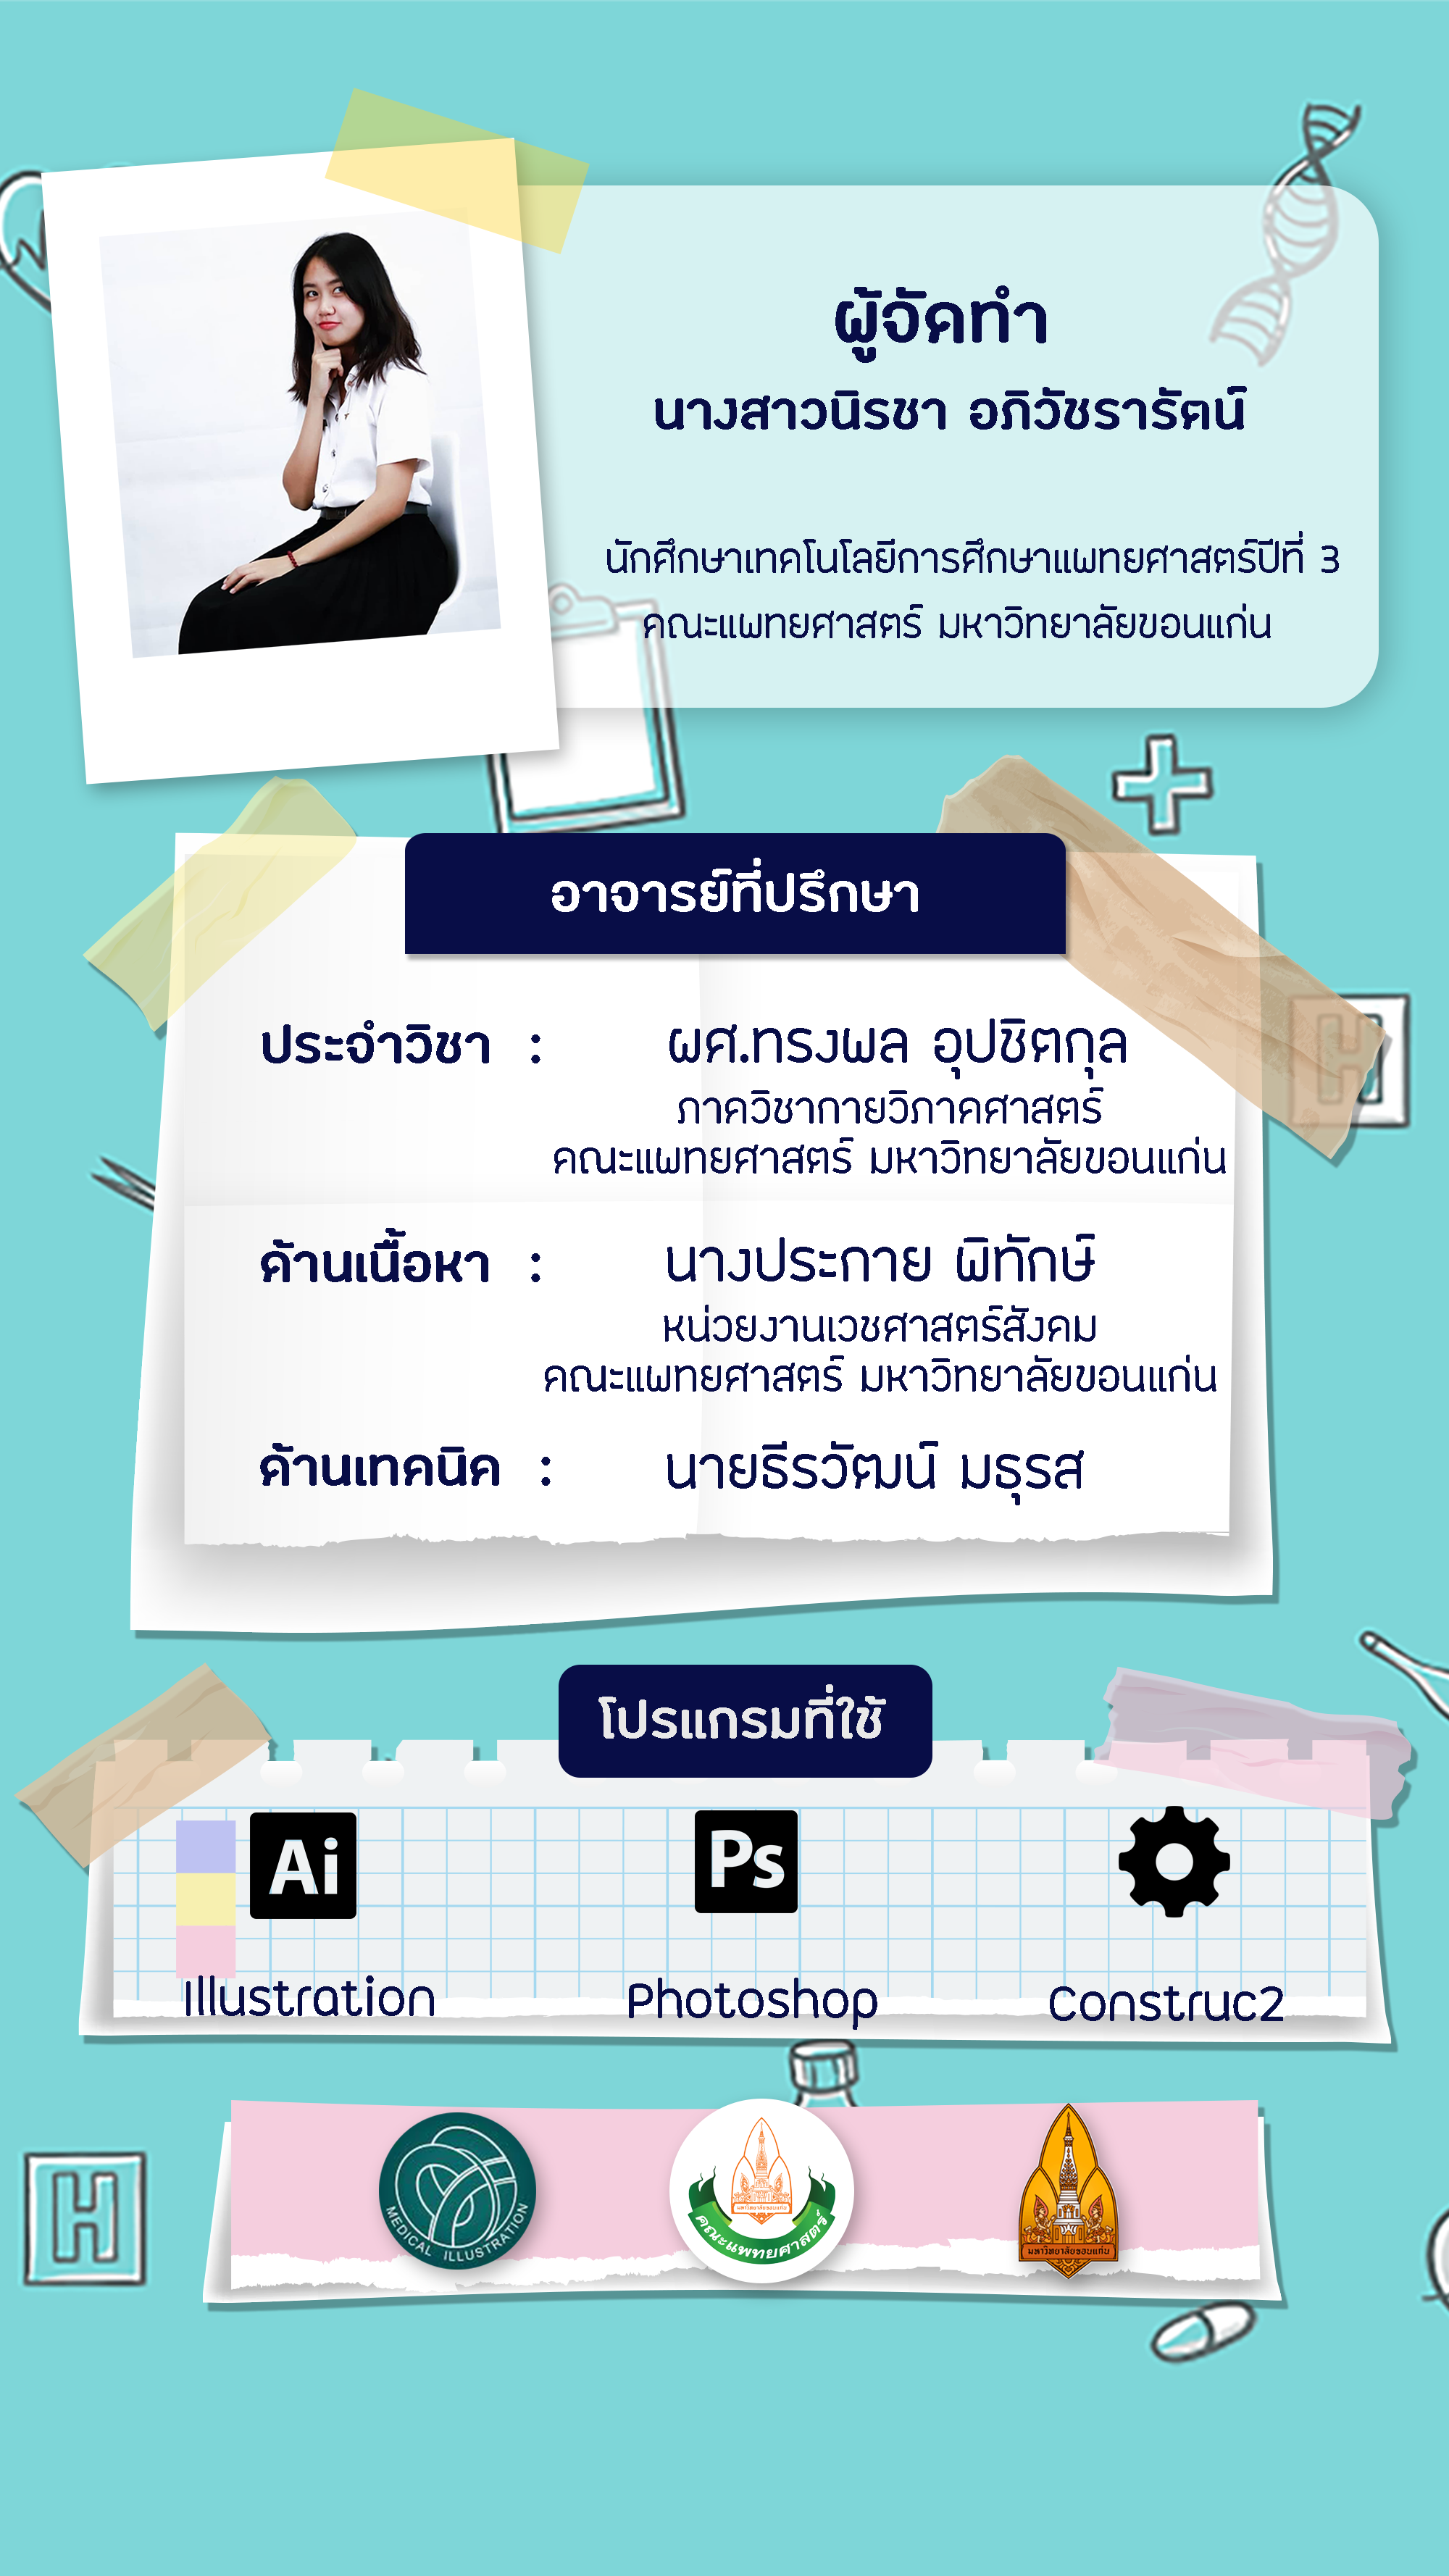 ผู้จัดทำ
นางสาวนิรชา อภิวัชรารัตน์
นักศึกษาเทคโนโลยีการศึกษาแพทยศาสตร์ปีที่ 3
คณะแพทยศาสตร์ มหาวิทยาลัยขอนแก่น
อาจารย์ที่ปรึกษา
ประจำวิชา : ผศ.ทรงพล อุปชิตกุล
ภาควิชากายวิภาคศาสตร์
คณะแพทยศาสตร์ มหาวิทยาลัยขอนแก่น
ด้านเนื้อหา : นางประกาย พิทักษ์
หน่วยงานเวชศาสตร์สังคม
คณะแพทยศาสตร์ มหาวิทยาลัยขอนแก่น
ด้านเทคนิค : นายธีรวัฒน์ มธุรส
โปรแกรมที่ใช้
Ai Ps
Illustration Photoshop Construc2
MEDICAL ILLUSTRATION
มหาวิทยาลัยขอนแก่น
คณะแพทยศาสตร์
มหาวิทยาลัยขอนแก่น
H
H